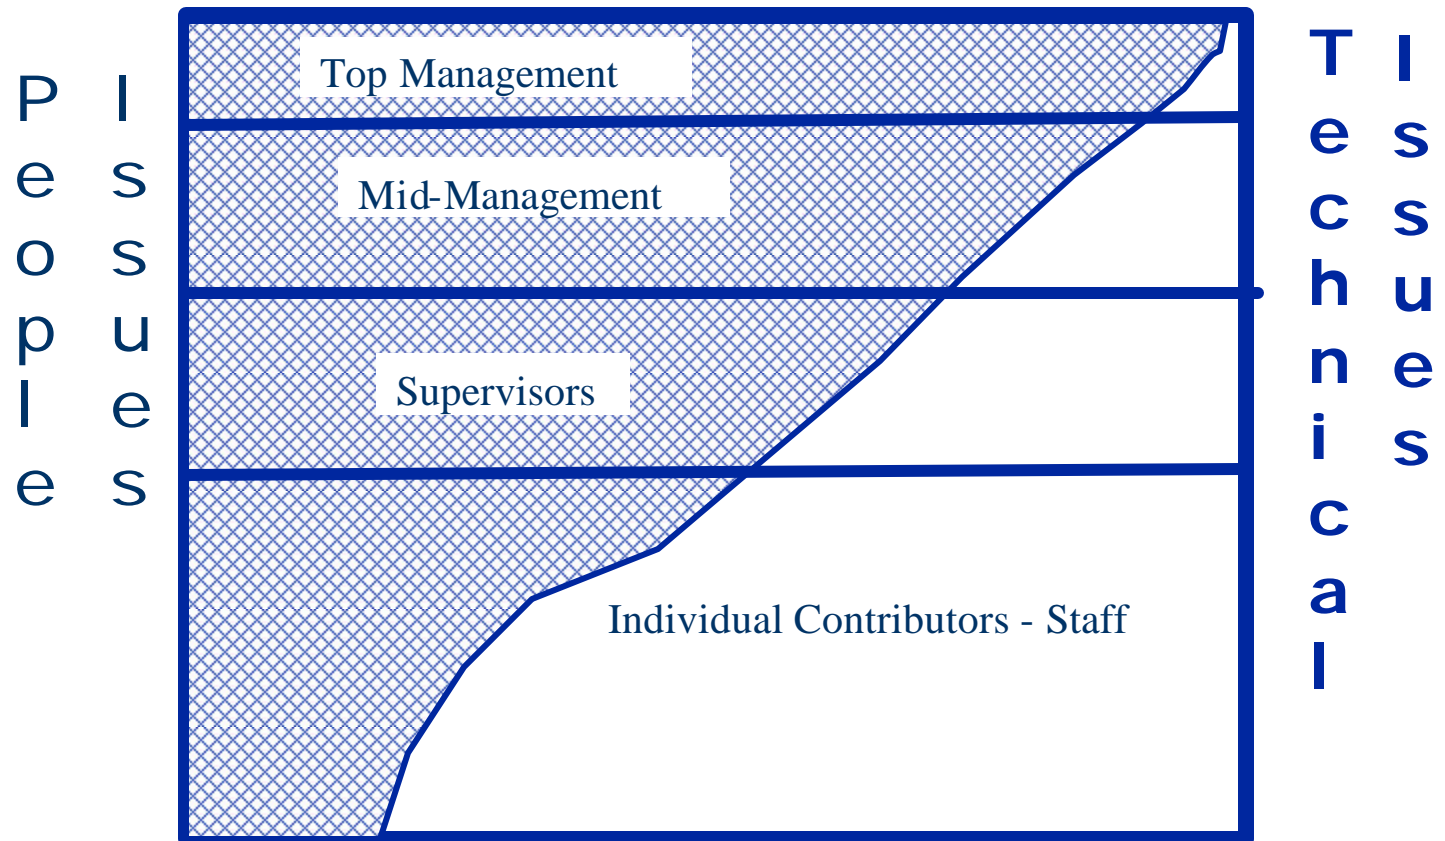 People Issues
Top Management
Mid-Management
Supervisors
Individual Contributors - Staff
Technical Issues